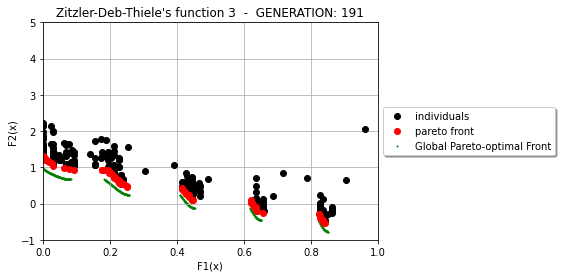 Zitzler-Deb-Thiele's function 3 - GENERATION: 191
5
4
3
2
1
0
−1
F2(x)
0.0 0.2 0.4 0.6 0.8 1.0
F1(x)
individuals
pareto front
Global Pareto-optimal Front